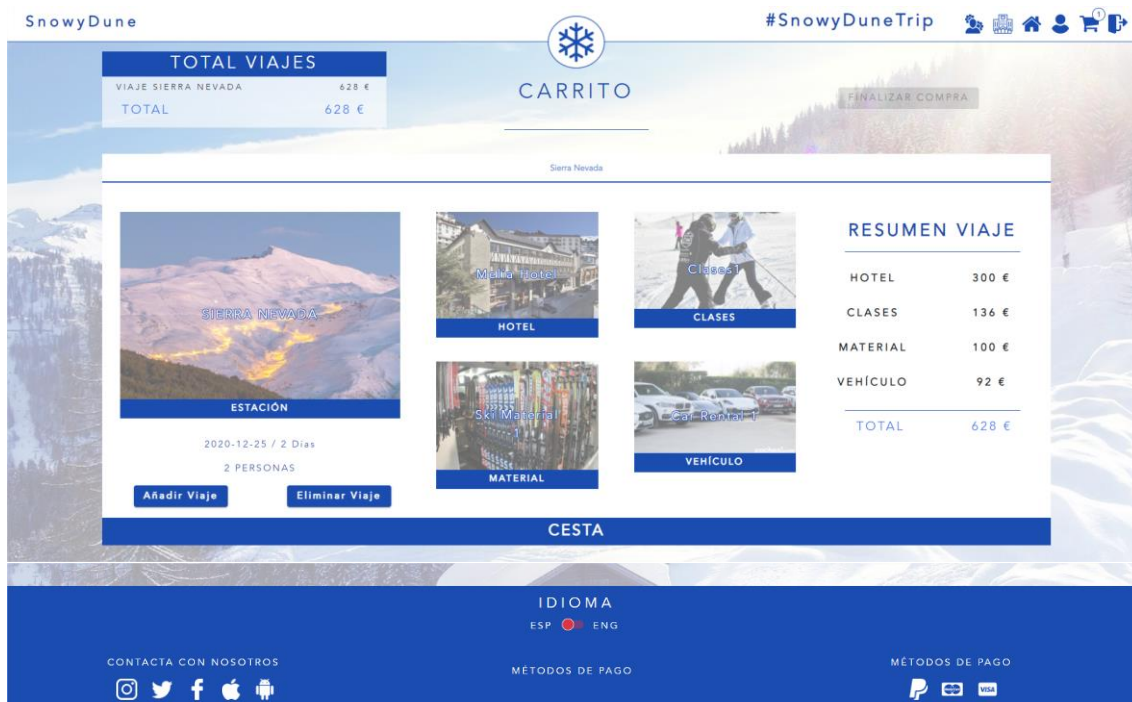 SnowyDune
#SnowyDuneTrip
1
TOTAL VIAJES
VIAJE SIERRA NEVADA 628 €
TOTAL 628 €
CARRITO
FINALIZAR COMPRA
Sierra Nevada
SIERRA NEVADA
ESTACIÓN
2020-12-25 / 2 Dias
2 PERSONAS
Añadir Viaje Eliminar Viaje
Melia Hotel
HOTEL
Clases1
CLASES
Ski Material
1
MATERIAL
Car Rental 1
VEHÍCULO
RESUMEN VIAJE
HOTEL 300 €
CLASES 136 €
MATERIAL 100 €
VEHÍCULO 92 €
TOTAL 628 €
CESTA
IDIOMA
ESP ENG
CONTACTA CON NOSOTROS
MÉTODOS DE PAGO
MÉTODOS DE PAGO
VISA